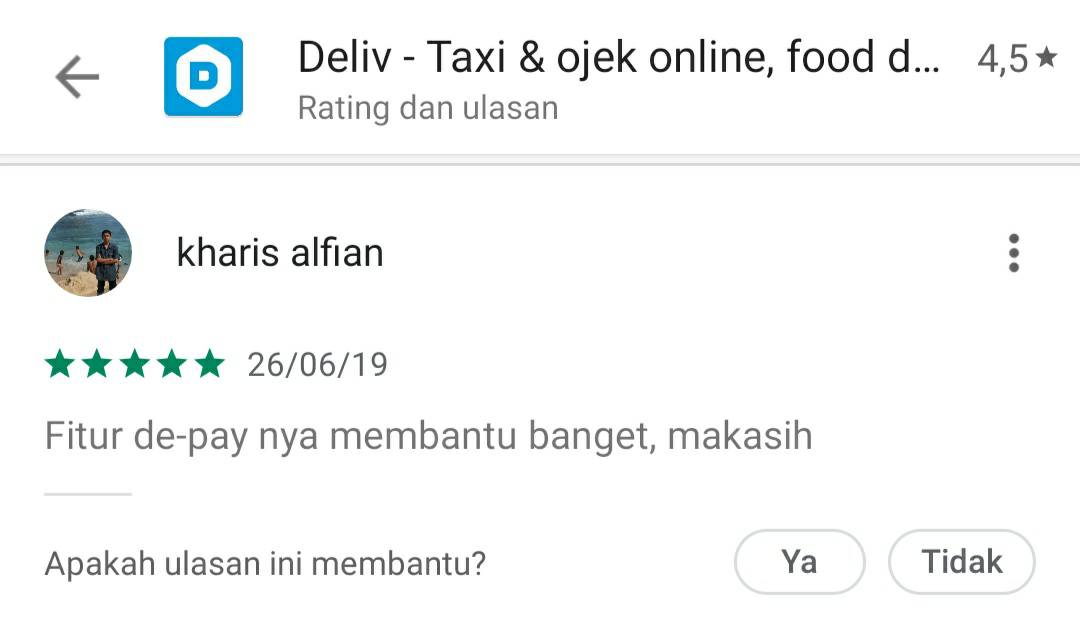 Deliv - Taxi & ojek online, food d...
4,5★
Rating dan ulasan
kharis alfian
★★★★★ 26/06/19
Fitur de-pay nya membantu banget, makasih
Apakah ulasan ini membantu?
Ya
Tidak